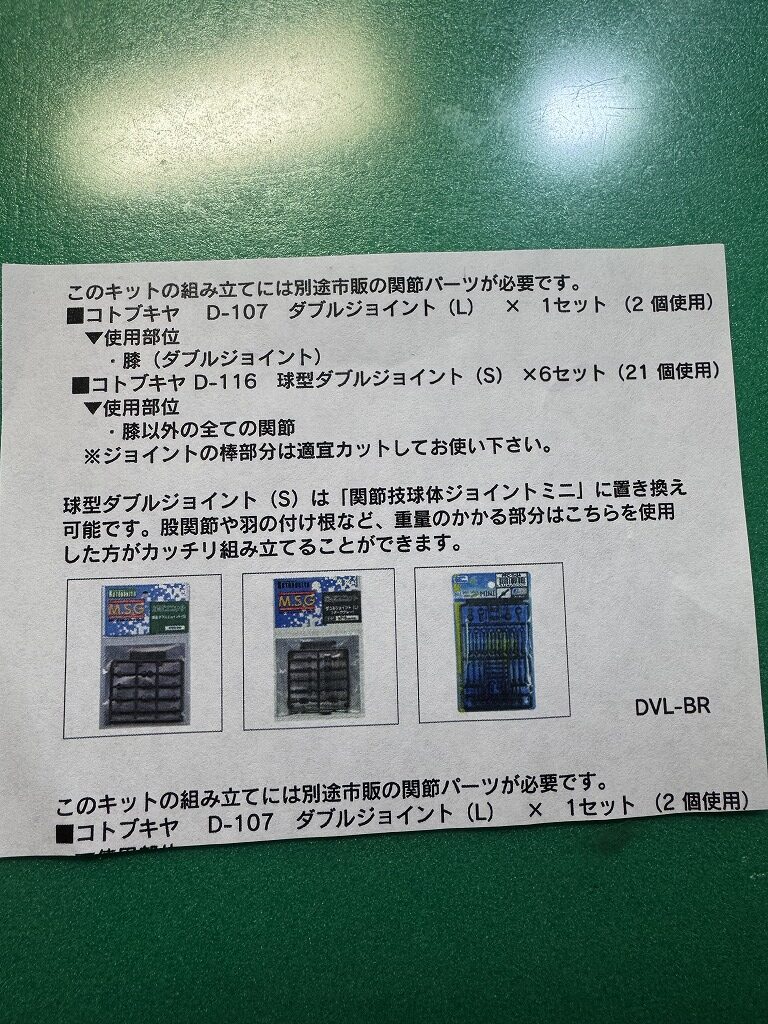 このキットの組み立てには別途市販の関節パーツが必要です。
■コトブキヤ D-107 ダブルジョイント（L） × 1セット （2 個使用）
▼使用部位
・膝（ダブルジョイント）
■コトブキヤ D-116 球型ダブルジョイント（S） ×6セット（21 個使用）
▼使用部位
・膝以外の全ての関節
※ジョイントの棒部分は適宜カットしてお使い下さい。
球型ダブルジョイント（S）は「関節技球体ジョイントミニ」に置き換え
可能です。股関節や羽の付け根など、重量のかかる部分はこちらを使用
した方がカッチリ組み立てることができます。
KOTOBUKIYA
M.S.G
M.S.G
MINI
DVL-BR
このキットの組み立てには別途市販の関節パーツが必要です。
■コトブキヤ D-107 ダブルジョイント（L） × 1セット （2 個使用）